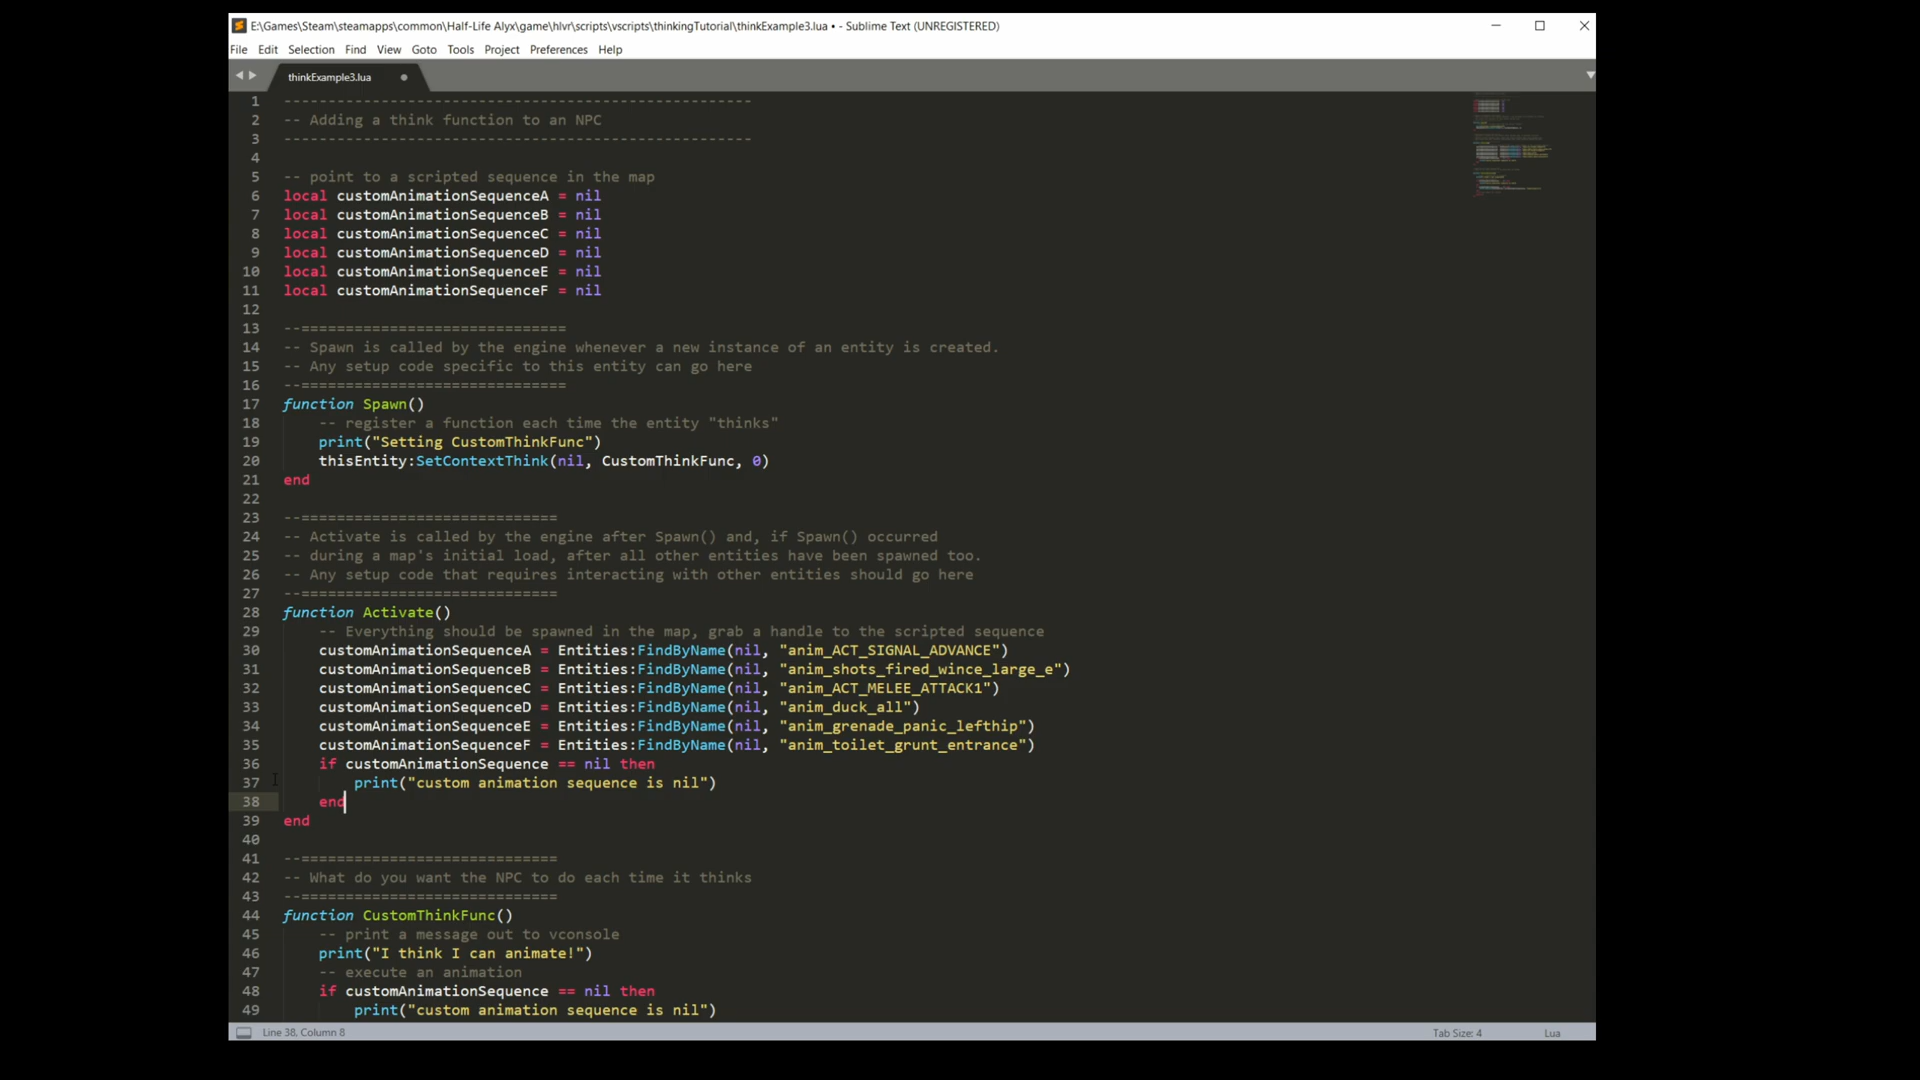 E:\Games\Steam\steamapps\common\Half-Life Alyx\game\hlvr\scripts\vscripts\thinkingTutorial\thinkExample3.lua • - Sublime Text (UNREGISTERED)
File Edit Selection Find View Goto Tools Project Preferences Help
thinkExample3.lua
1 ----------------------------------------------------
2 -- Adding a think function to an NPC
3 ----------------------------------------------------
4
5 -- point to a scripted sequence in the map
6 local customAnimationSequenceA = nil
7 local customAnimationSequenceB = nil
8 local customAnimationSequenceC = nil
9 local customAnimationSequenceD = nil
10 local customAnimationSequenceE = nil
11 local customAnimationSequenceF = nil
12
13 --==============================
14 -- Spawn is called by the engine whenever a new instance of an entity is created.
15 -- Any setup code specific to this entity can go here
16 --==============================
17 function Spawn()
18 -- register a function each time the entity "thinks"
19 print("Setting CustomThinkFunc")
20 thisEntity:SetContextThink(nil, CustomThinkFunc, 0)
21 end
22
23 --=============================
24 -- Activate is called by the engine after Spawn() and, if Spawn() occurred
25 -- during a map's initial load, after all other entities have been spawned too.
26 -- Any setup code that requires interacting with other entities should go here
27 --=============================
28 function Activate()
29 -- Everything should be spawned in the map, grab a handle to the scripted sequence
30 customAnimationSequenceA = Entities:FindByName(nil, "anim_ACT_SIGNAL_ADVANCE")
31 customAnimationSequenceB = Entities:FindByName(nil, "anim_shots_fired_wince_large_e")
32 customAnimationSequenceC = Entities:FindByName(nil, "anim_ACT_MELEE_ATTACK1")
33 customAnimationSequenceD = Entities:FindByName(nil, "anim_duck_all")
34 customAnimationSequenceE = Entities:FindByName(nil, "anim_grenade_panic_lefthip")
35 customAnimationSequenceF = Entities:FindByName(nil, "anim_toilet_grunt_entrance")
36 if customAnimationSequence == nil then
37 print("custom animation sequence is nil")
38 end
39 end
40
41 --=============================
42 -- What do you want the NPC to do each time it thinks
43 --=============================
44 function CustomThinkFunc()
45 -- print a message out to vconsole
46 print("I think I can animate!")
47 -- execute an animation
48 if customAnimationSequence == nil then
49 print("custom animation sequence is nil")
Line 38, Column 8 Tab Size: 4 Lua